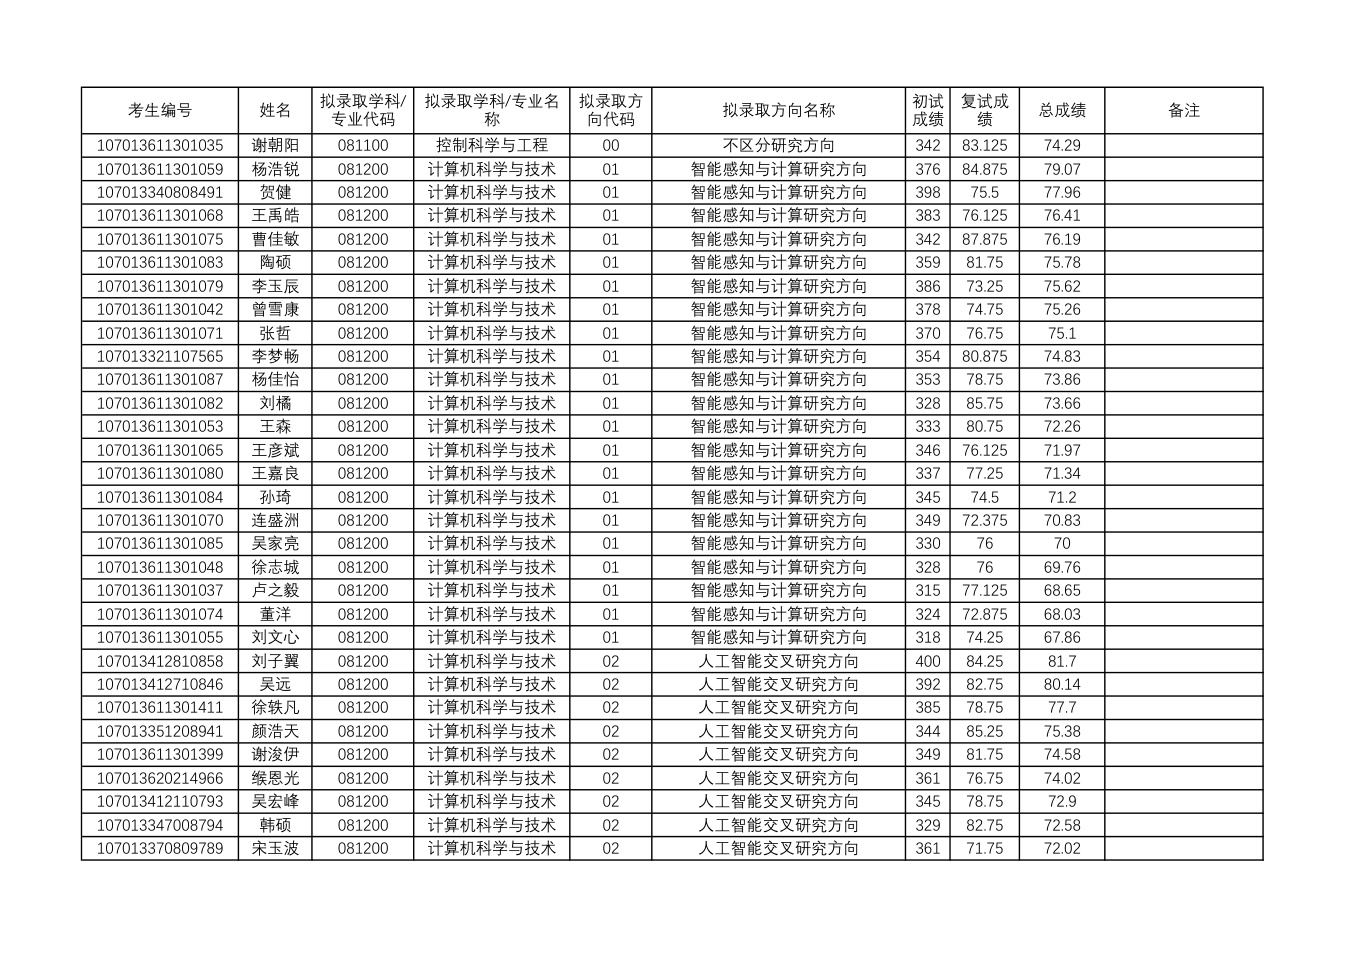 考生编号 姓名 拟录取学科/专业代码 拟录取学科/专业名称 拟录取方向代码 拟录取方向名称 初试成绩 复试成绩 总成绩 备注
107013611301035 谢朝阳 081100 控制科学与工程 00 不区分研究方向 342 83.125 74.29
107013611301059 杨浩锐 081200 计算机科学与技术 01 智能感知与计算研究方向 376 84.875 79.07
107013340808491 贺健 081200 计算机科学与技术 01 智能感知与计算研究方向 398 75.5 77.96
107013611301068 王禹皓 081200 计算机科学与技术 01 智能感知与计算研究方向 383 76.125 76.41
107013611301075 曹佳敏 081200 计算机科学与技术 01 智能感知与计算研究方向 342 87.875 76.19
107013611301083 陶硕 081200 计算机科学与技术 01 智能感知与计算研究方向 359 81.75 75.78
107013611301079 李玉辰 081200 计算机科学与技术 01 智能感知与计算研究方向 386 73.25 75.62
107013611301042 曾雪康 081200 计算机科学与技术 01 智能感知与计算研究方向 378 74.75 75.26
107013611301071 张哲 081200 计算机科学与技术 01 智能感知与计算研究方向 370 76.75 75.1
107013321107565 李梦畅 081200 计算机科学与技术 01 智能感知与计算研究方向 354 80.875 74.83
107013611301087 杨佳怡 081200 计算机科学与技术 01 智能感知与计算研究方向 353 78.75 73.86
107013611301082 刘橘 081200 计算机科学与技术 01 智能感知与计算研究方向 328 85.75 73.66
107013611301053 王森 081200 计算机科学与技术 01 智能感知与计算研究方向 333 80.75 72.26
107013611301065 王彦斌 081200 计算机科学与技术 01 智能感知与计算研究方向 346 76.125 71.97
107013611301080 王嘉良 081200 计算机科学与技术 01 智能感知与计算研究方向 337 77.25 71.34
107013611301084 孙琦 081200 计算机科学与技术 01 智能感知与计算研究方向 345 74.5 71.2
107013611301070 连盛洲 081200 计算机科学与技术 01 智能感知与计算研究方向 349 72.375 70.83
107013611301085 吴家亮 081200 计算机科学与技术 01 智能感知与计算研究方向 330 76 70
107013611301048 徐志城 081200 计算机科学与技术 01 智能感知与计算研究方向 328 76 69.76
107013611301037 卢之毅 081200 计算机科学与技术 01 智能感知与计算研究方向 315 77.125 68.65
107013611301074 董洋 081200 计算机科学与技术 01 智能感知与计算研究方向 324 72.875 68.03
107013611301055 刘文心 081200 计算机科学与技术 01 智能感知与计算研究方向 318 74.25 67.86
107013412810858 刘子翼 081200 计算机科学与技术 02 人工智能交叉研究方向 400 84.25 81.7
107013412710846 吴远 081200 计算机科学与技术 02 人工智能交叉研究方向 392 82.75 80.14
107013611301411 徐轶凡 081200 计算机科学与技术 02 人工智能交叉研究方向 385 78.75 77.7
107013351208941 颜浩天 081200 计算机科学与技术 02 人工智能交叉研究方向 344 85.25 75.38
107013611301399 谢浚伊 081200 计算机科学与技术 02 人工智能交叉研究方向 349 81.75 74.58
107013620214966 缑恩光 081200 计算机科学与技术 02 人工智能交叉研究方向 361 76.75 74.02
107013412110793 吴宏峰 081200 计算机科学与技术 02 人工智能交叉研究方向 345 78.75 72.9
107013347008794 韩硕 081200 计算机科学与技术 02 人工智能交叉研究方向 329 82.75 72.58
107013370809789 宋玉波 081200 计算机科学与技术 02 人工智能交叉研究方向 361 71.75 72.02